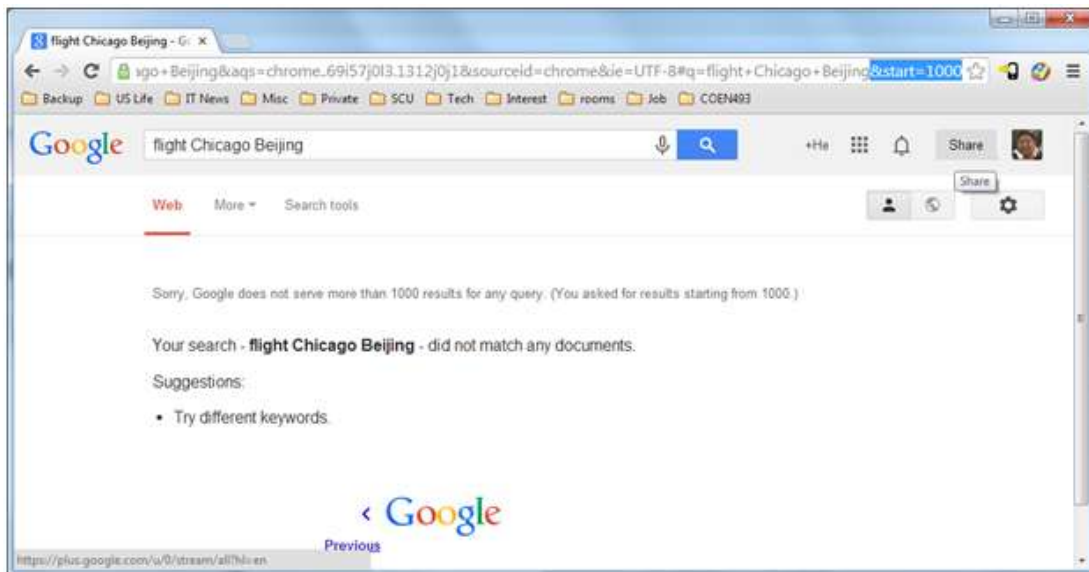 flight Chicago Beijing - G
ago+Beijing&aqs=chrome..69i57j0l3.1312j0j1&sourceid=chrome&ie=UTF-8#q=flight+Chicago+Beijing&start=1000
Backup US Life IT News Misc Private SCU Tech Interest rooms Job COEN493
Google flight Chicago Beijing +He Share
Share
Web More Search tools
Sorry, Google does not serve more than 1000 results for any query. (You asked for results starting from 1000.)
Your search - flight Chicago Beijing - did not match any documents.
Suggestions:
• Try different keywords.
< Google
Previous
https://plus.google.com/u/0/stream/all?hl=en